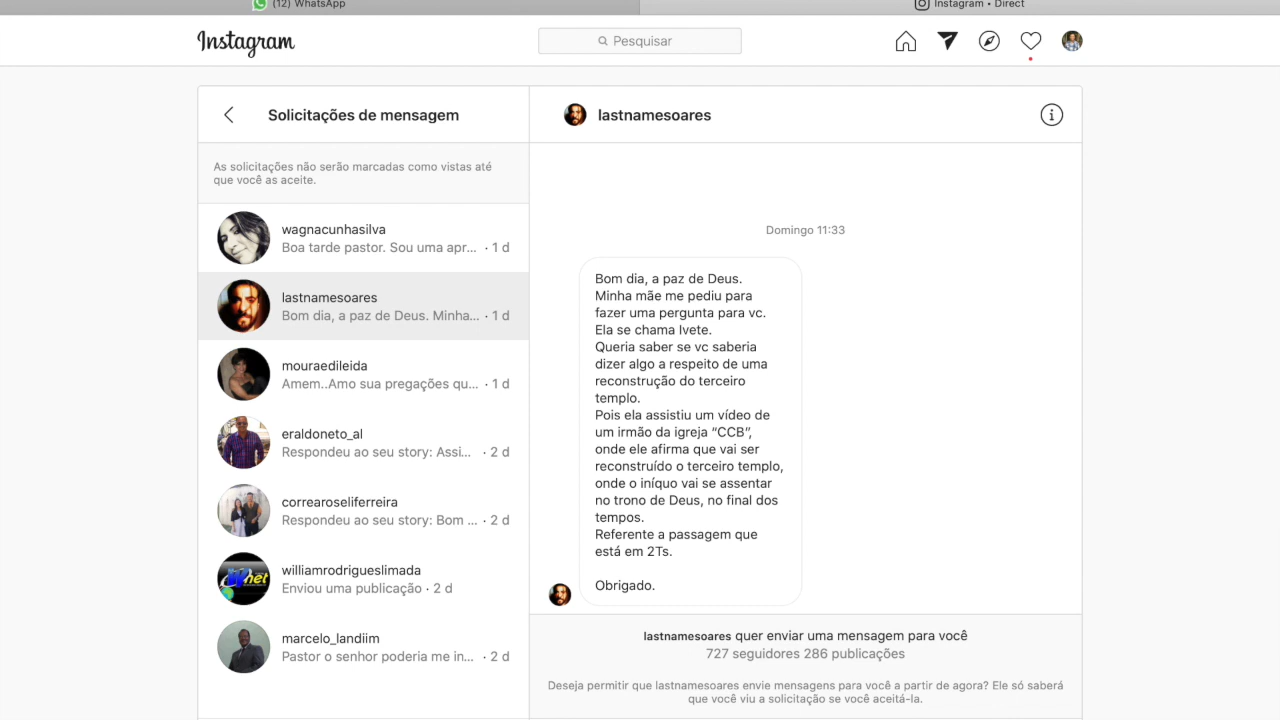 (12) WhatsApp
Instagram • Direct
Instagram
Pesquisar
Solicitações de mensagem
As solicitações não serão marcadas como vistas até
que você as aceite.
wagnacunhasilva
Boa tarde pastor. Sou uma apr... · 1 d
lastnamesoares
Bom dia, a paz de Deus. Minha... · 1 d
mouraedileida
Amem..Amo sua pregações qu... · 1 d
eraldoneto_al
Respondeu ao seu story: Assi... · 2 d
correaroseliferreira
Respondeu ao seu story: Bom ... · 2 d
williamrodrigueslimada
Enviou uma publicação · 2 d
marcelo_landiim
Pastor o senhor poderia me in... · 2 d
lastnamesoares
Domingo 11:33
Bom dia, a paz de Deus.
Minha mãe me pediu para
fazer uma pergunta para vc.
Ela se chama Ivete.
Queria saber se vc saberia
dizer algo a respeito de uma
reconstrução do terceiro
templo.
Pois ela assistiu um vídeo de
um irmão da igreja “CCB”,
onde ele afirma que vai ser
reconstruído o terceiro templo,
onde o iníquo vai se assentar
no trono de Deus, no final dos
tempos.
Referente a passagem que
está em 2Ts.
Obrigado.
lastnamesoares quer enviar uma mensagem para você
727 seguidores 286 publicações
Deseja permitir que lastnamesoares envie mensagens para você a partir de agora? Ele só saberá
que você viu a solicitação se você aceitá-la.